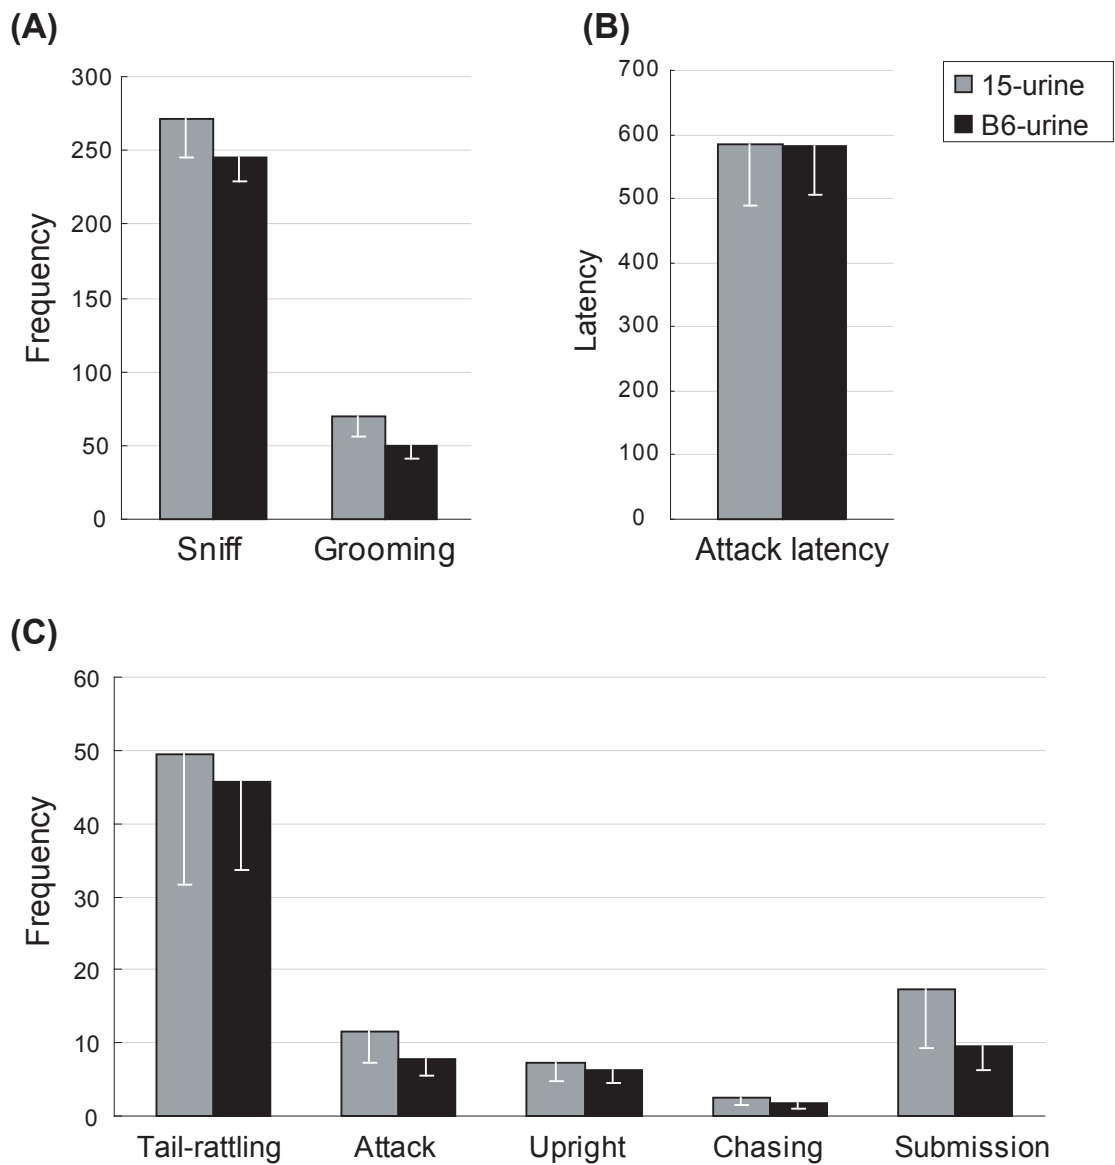 (A)
300
250
200
150
100
50
0
Frequency
Sniff Grooming
(B)
700
600
500
400
300
200
100
0
Latency
Attack latency
15-urine
B6-urine
(C)
60
50
40
30
20
10
0
Frequency
Tail-rattling Attack Upright Chasing Submission